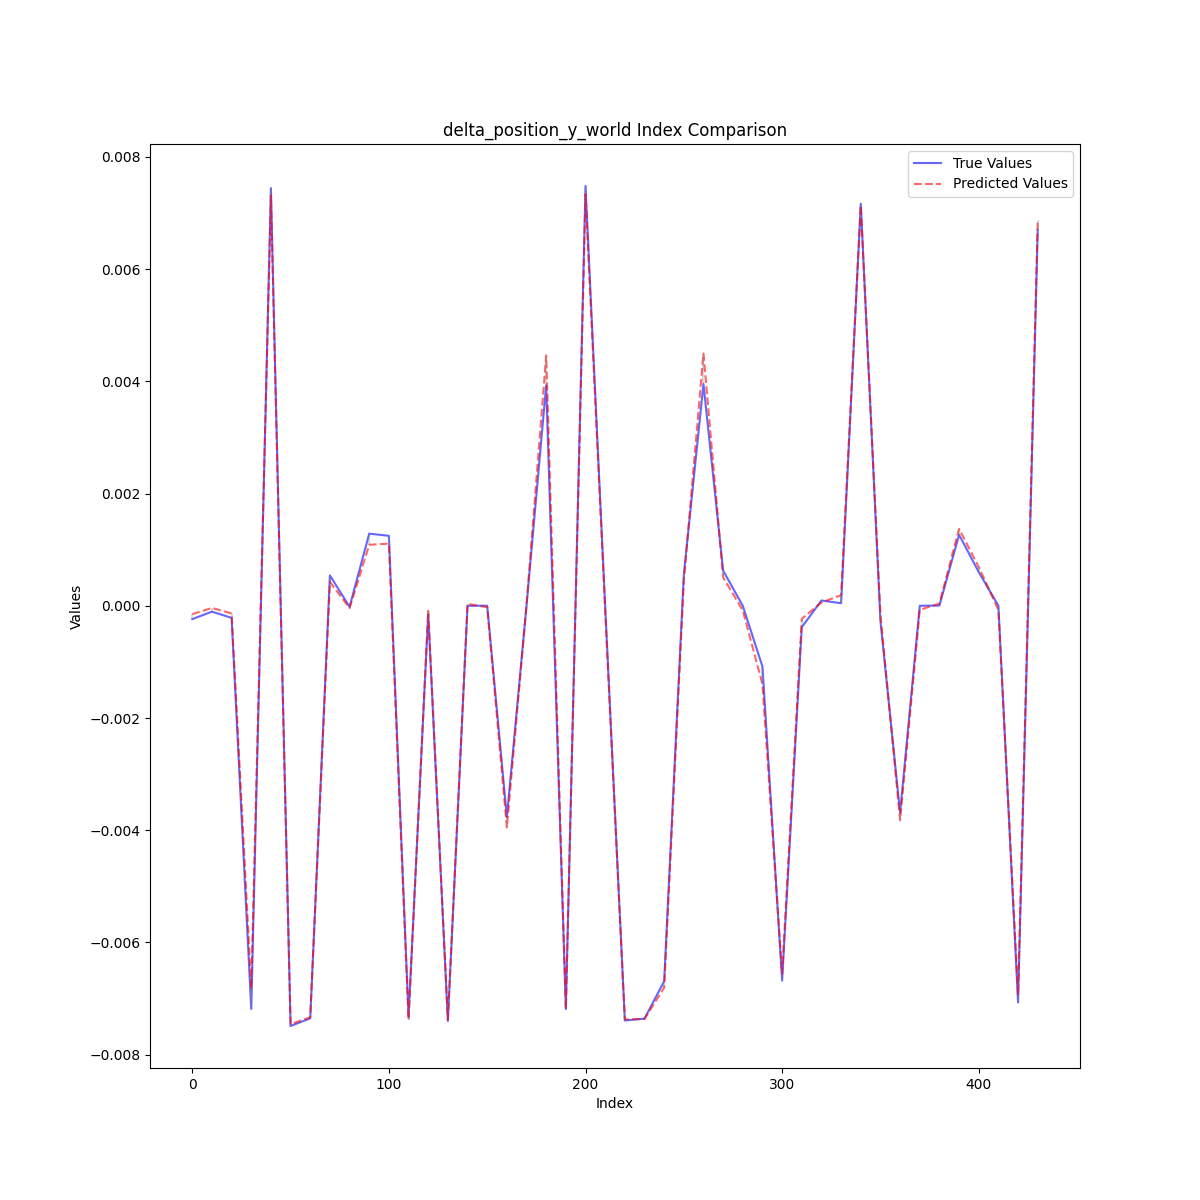 delta_position_y_world Index Comparison
True Values
Predicted Values
0.008
0.006
0.004
0.002
0.000
−0.002
−0.004
−0.006
−0.008
Values
0 100 200 300 400
Index